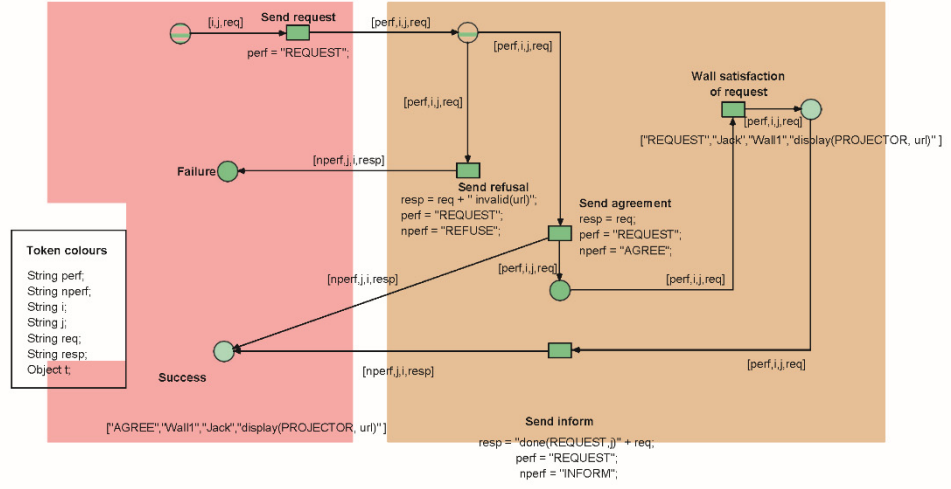 Send request
[i,j,req]
[perf,i,j,req]
perf = "REQUEST";
[perf,i,j,req]
Wall satisfaction
of request
[perf,i,j,req]
[perf,i,j,req]
["REQUEST","Jack","Wall1","display(PROJECTOR, url)" ]
[nperf,j,i,resp]
Failure
Send refusal
resp = req + " invalid(url)";
perf = "REQUEST";
nperf = "REFUSE";
Send agreement
resp = req;
perf = "REQUEST";
nperf = "AGREE";
Token colours
String perf;
String nperf;
String i;
String j;
String req;
String resp;
Object t;
[nperf,j,i,resp]
[perf,i,j,req]
[perf,i,j,req]
[perf,i,j,req]
[nperf,j,i,resp]
Success
["AGREE","Wall1","Jack","display(PROJECTOR, url)" ]
Send inform
resp = "done(REQUEST,j)" + req;
perf = "REQUEST";
nperf = "INFORM";